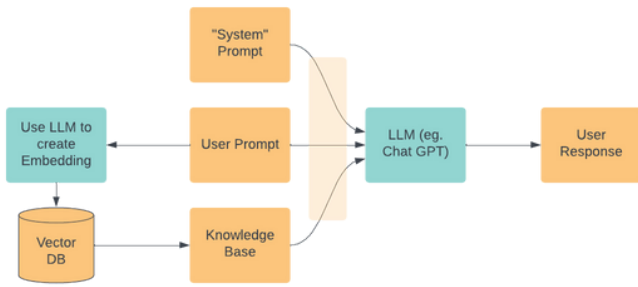 "System"
Prompt
Use LLM to
create
Embedding
User Prompt
LLM (eg.
Chat GPT)
User
Response
Vector
DB
Knowledge
Base